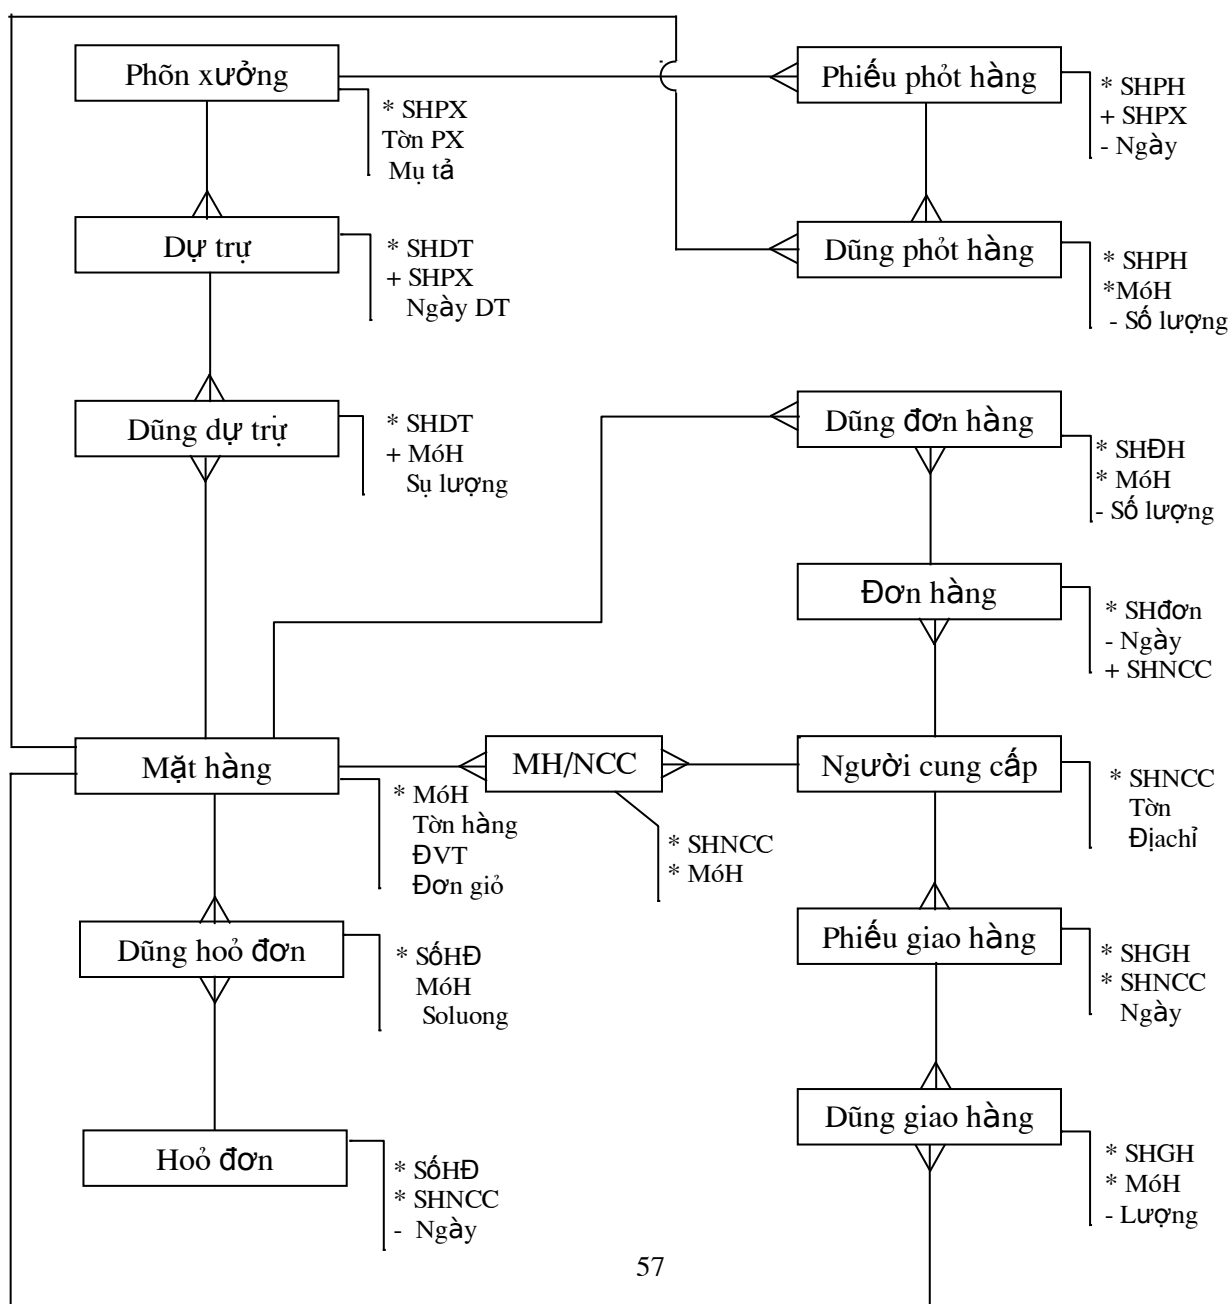 Phõn xưởng
* SHPX
Tờn PX
Mụ tả
Phiếu phỏt hàng
* SHPH
+ SHPX
- Ngày
Dự trự
* SHDT
+ SHPX
Ngày DT
Dũng phỏt hàng
* SHPH
*MóH
- Số lượng
Dũng dự trự
* SHDT
+ MóH
Sụ lượng
Dũng đơn hàng
* SHĐH
* MóH
- Số lượng
Đơn hàng
* SHđơn
- Ngày
+ SHNCC
Mặt hàng
* MóH
Tờn hàng
ĐVT
Đơn giỏ
MH/NCC
* SHNCC
* MóH
Người cung cấp
* SHNCC
Tờn
Địachỉ
Dũng hoỏ đơn
* SốHĐ
MóH
Soluong
Phiếu giao hàng
* SHGH
* SHNCC
Ngày
Hoỏ đơn
* SốHĐ
* SHNCC
- Ngày
Dũng giao hàng
* SHGH
* MóH
- Lượng
57